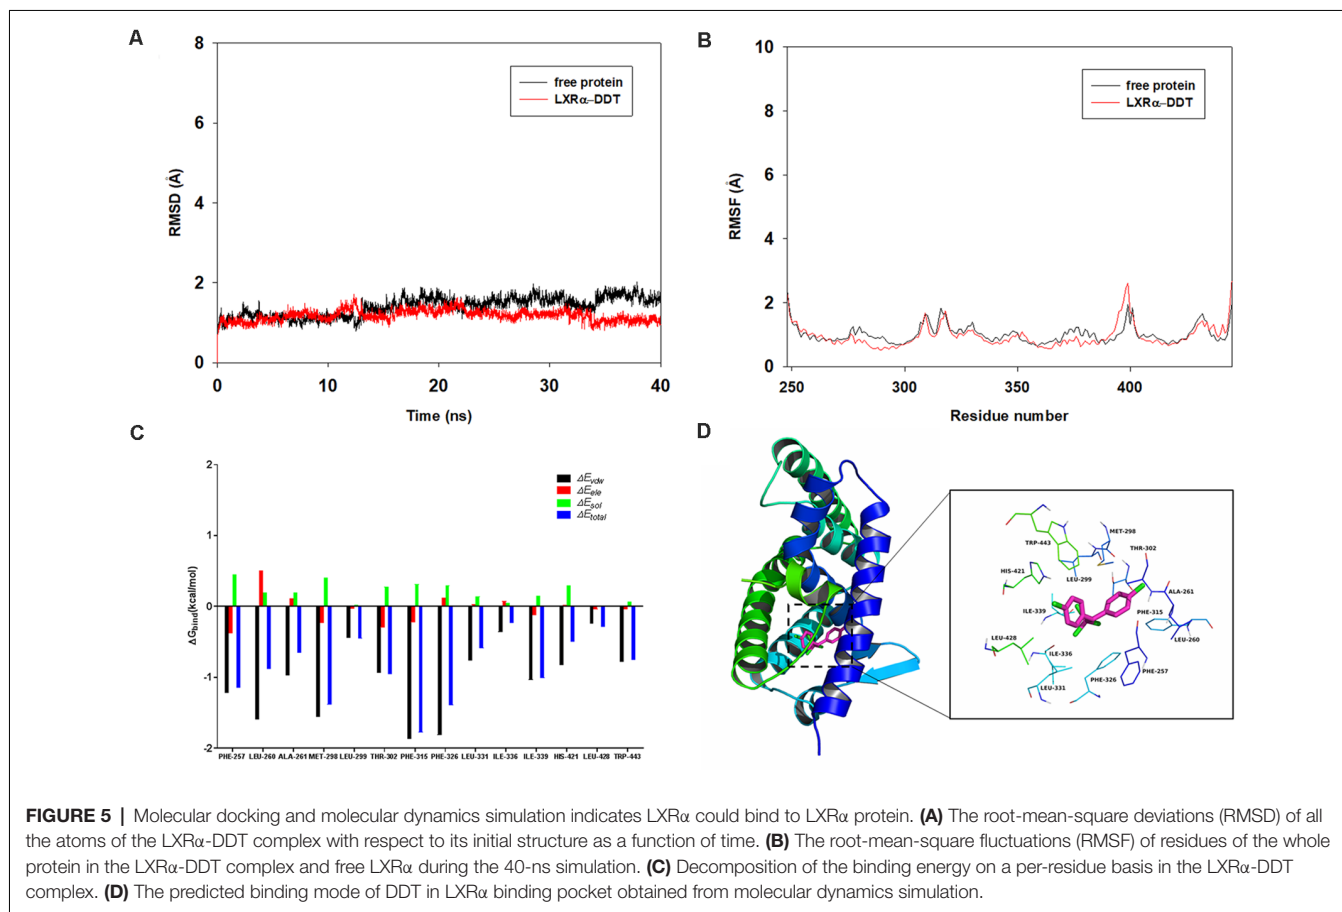 A
8
6
4
2
0
RMSD (Å)
free protein
LXRα–DDT
0 10 20 30 40
Time (ns)
B
10
8
6
4
2
0
RMSF (Å)
free protein
LXRα–DDT
250 300 350 400
Residue number
C
2
1
0
-1
-2
ΔGbind(kcal/mol)
ΔEvdw
ΔEele
ΔEsol
ΔEtotal
PHE-257 LEU-260 ALA-261 MET-298 LEU-299 THR-302 PHE-315 PHE-326 LEU-331 ILE-336 ILE-339 HIS-421 LEU-428 TRP-443
D
MET-298
TRP-443
THR-302
HIS-421
LEU-299
ALA-261
ILE-339
PHE-315
LEU-260
LEU-428
ILE-336
PHE-257
PHE-326
LEU-331
FIGURE 5 | Molecular docking and molecular dynamics simulation indicates LXRα could bind to LXRα protein. (A) The root-mean-square deviations (RMSD) of all
the atoms of the LXRα-DDT complex with respect to its initial structure as a function of time. (B) The root-mean-square fluctuations (RMSF) of residues of the whole
protein in the LXRα-DDT complex and free LXRα during the 40-ns simulation. (C) Decomposition of the binding energy on a per-residue basis in the LXRα-DDT
complex. (D) The predicted binding mode of DDT in LXRα binding pocket obtained from molecular dynamics simulation.